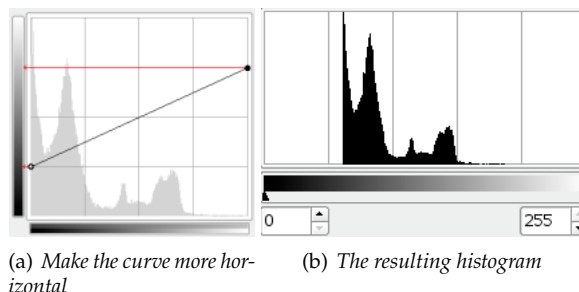 0
255
(a) Make the curve more hor-
izontal
(b) The resulting histogram